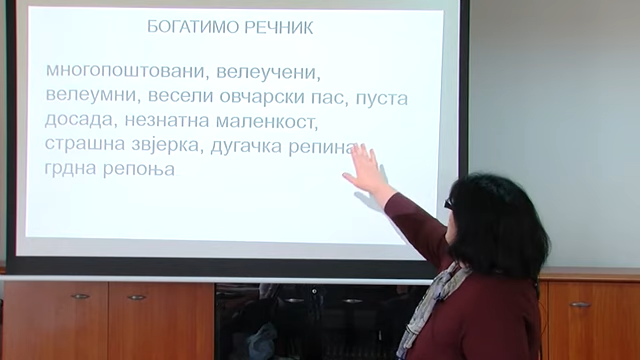 БОГАТИМО РЕЧНИК
многопоштовани, велеучени,
велеумни, весели овчарски пас, пуста
досада, незнатна маленкост,
страшна звјерка, дугачка репина
грдна репоња